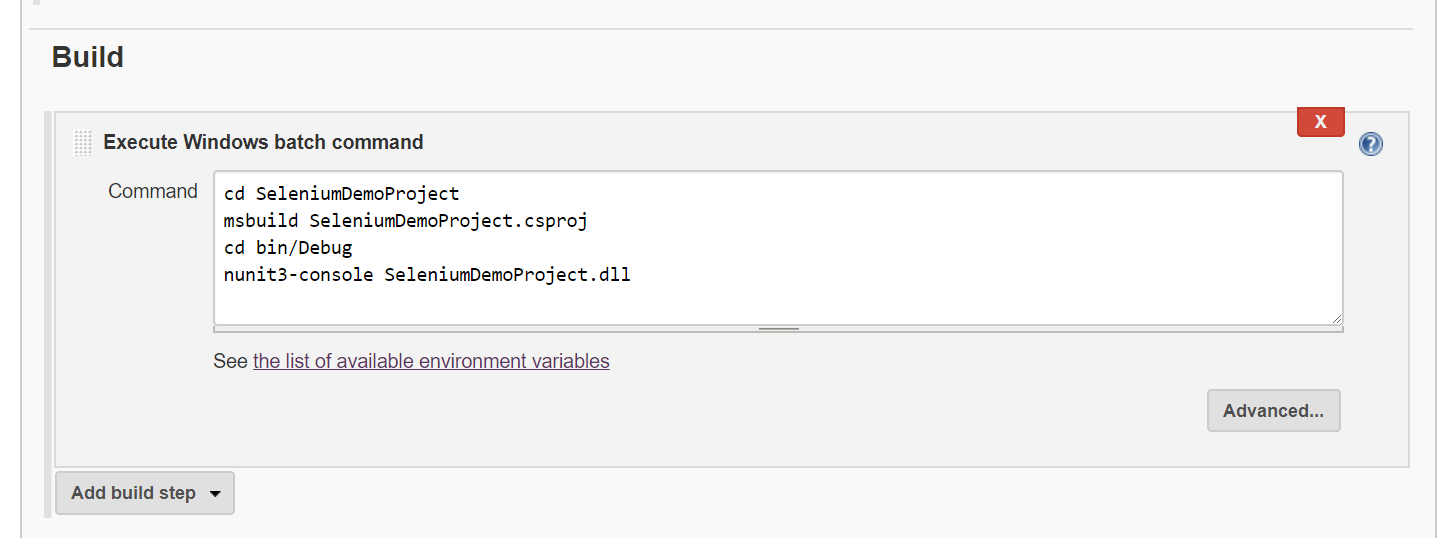 Build
X
Execute Windows batch command
?
Command
cd SeleniumDemoProject
msbuild SeleniumDemoProject.csproj
cd bin/Debug
nunit3-console SeleniumDemoProject.dll
See the list of available environment variables
Advanced...
Add build step